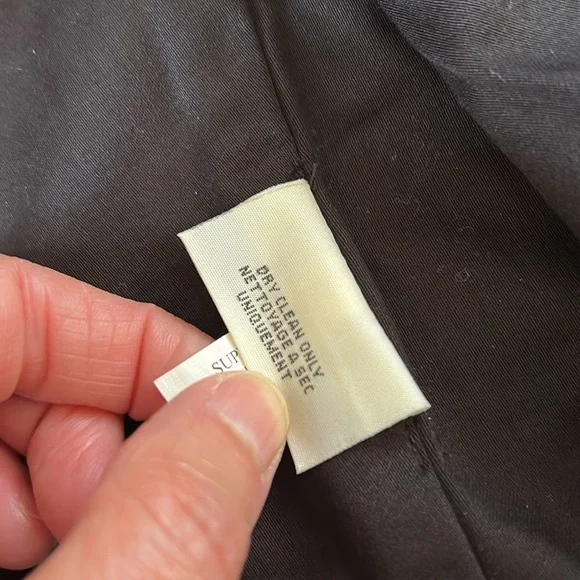 DRY CLEAN ONLY
NETTOYAGE A SEC
UNIQUEMENT
SUP